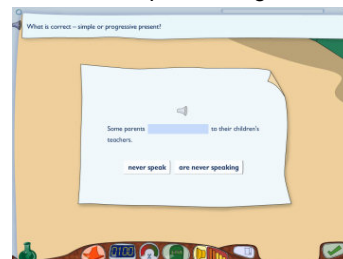 What is correct – simple or progressive present?
Some parents to their children's
teachers.
never speak are never speaking